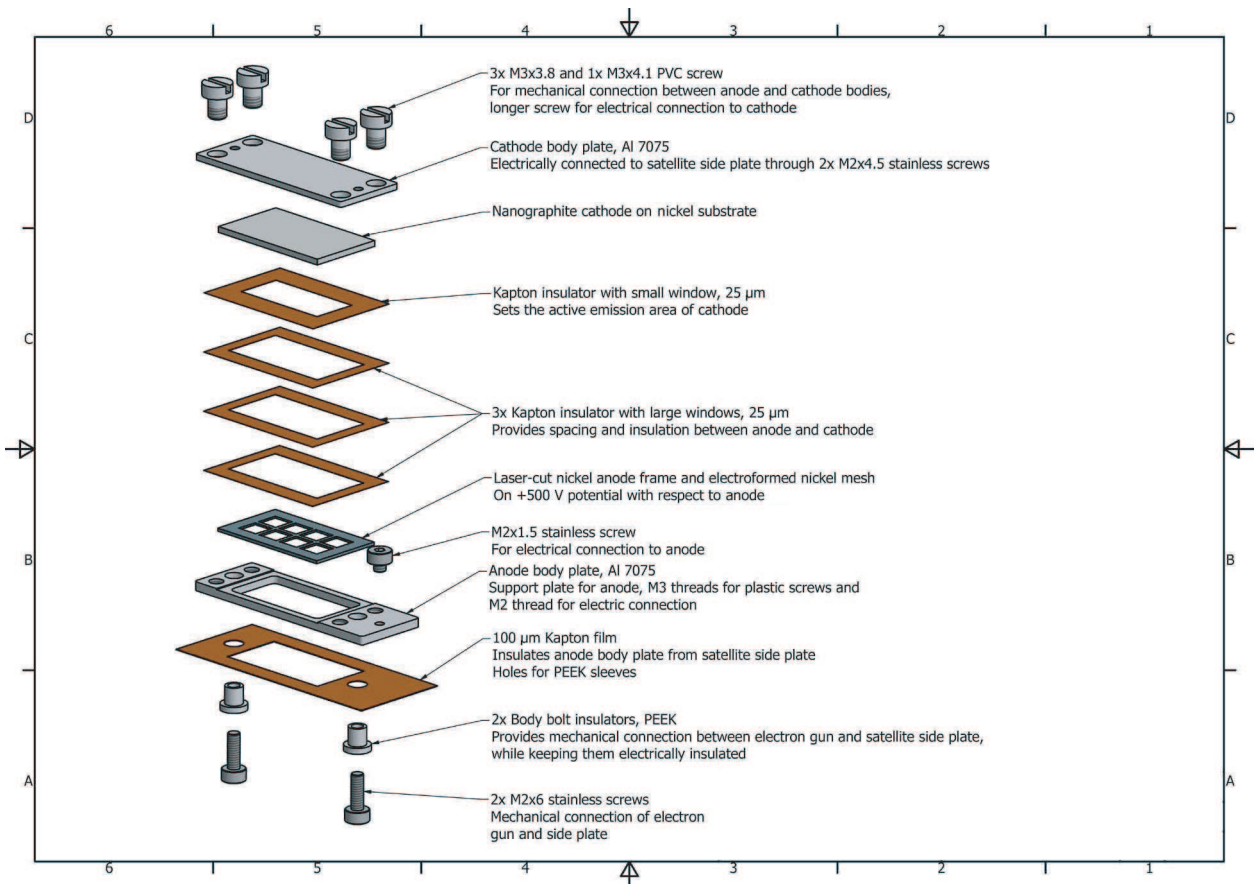 6 5 4 3 2 1
D D
3x M3x3.8 and 1x M3x4.1 PVC screw
For mechanical connection between anode and cathode bodies,
longer screw for electrical connection to cathode
Cathode body plate, Al 7075
Electrically connected to satellite side plate through 2x M2x4.5 stainless screws
Nanographite cathode on nickel substrate
Kapton insulator with small window, 25 µm
Sets the active emission area of cathode
C C
3x Kapton insulator with large windows, 25 µm
Provides spacing and insulation between anode and cathode
Laser-cut nickel anode frame and electroformed nickel mesh
On +500 V potential with respect to anode
M2x1.5 stainless screw
For electrical connection to anode
B B
Anode body plate, Al 7075
Support plate for anode, M3 threads for plastic screws and
M2 thread for electric connection
100 µm Kapton film
Insulates anode body plate from satellite side plate
Holes for PEEK sleeves
2x Body bolt insulators, PEEK
Provides mechanical connection between electron gun and satellite side plate,
while keeping them electrically insulated
A A
2x M2x6 stainless screws
Mechanical connection of electron
gun and side plate
6 5 4 3 2 1